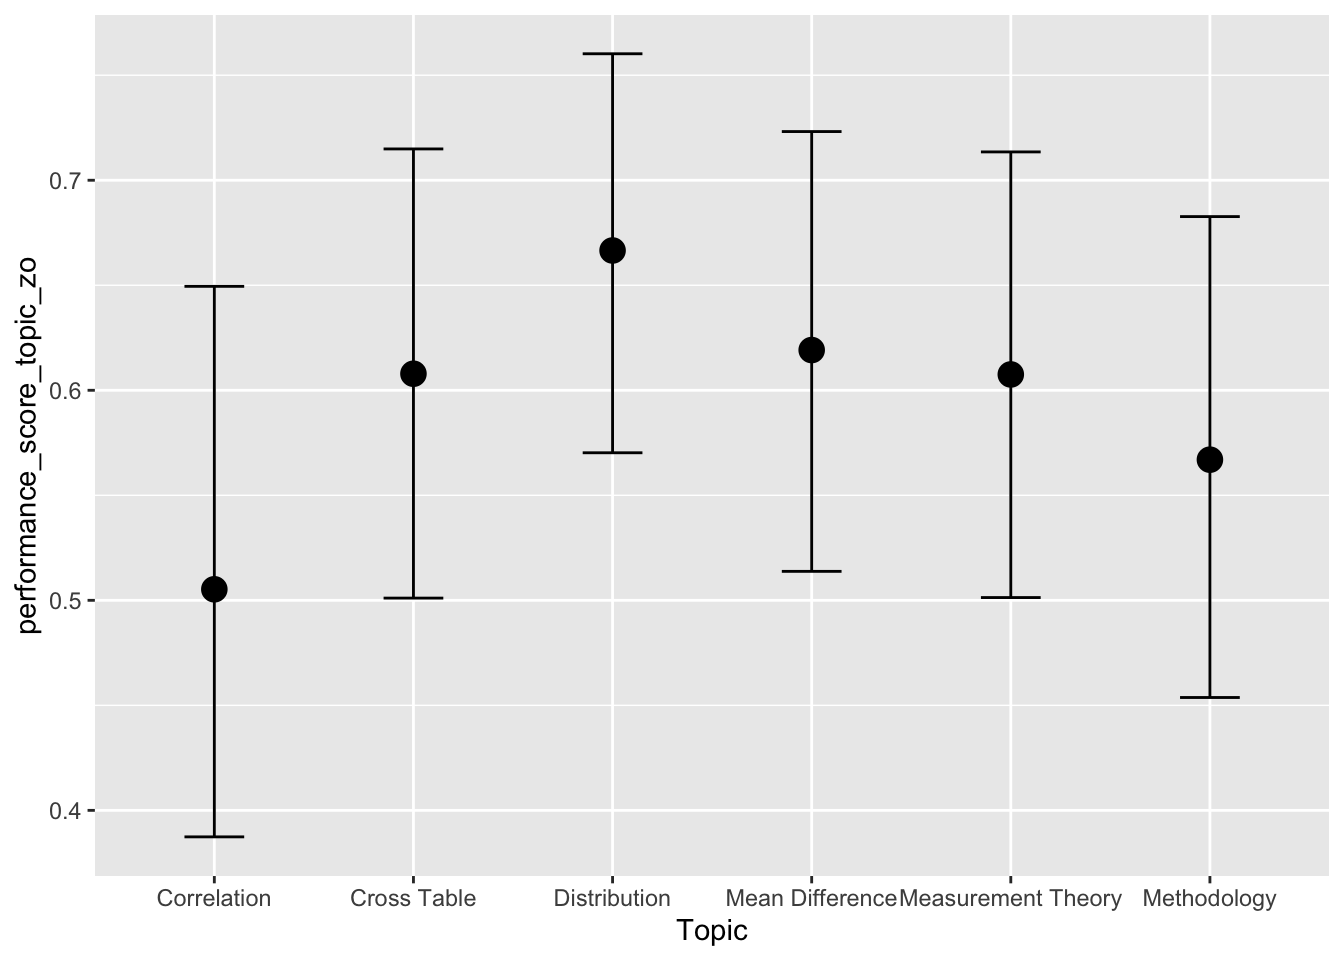 performance_score_topic_zo
0.7
0.6
0.5
0.4
Correlation
Cross Table
Distribution
Mean Difference
Measurement Theory
Methodology
Topic